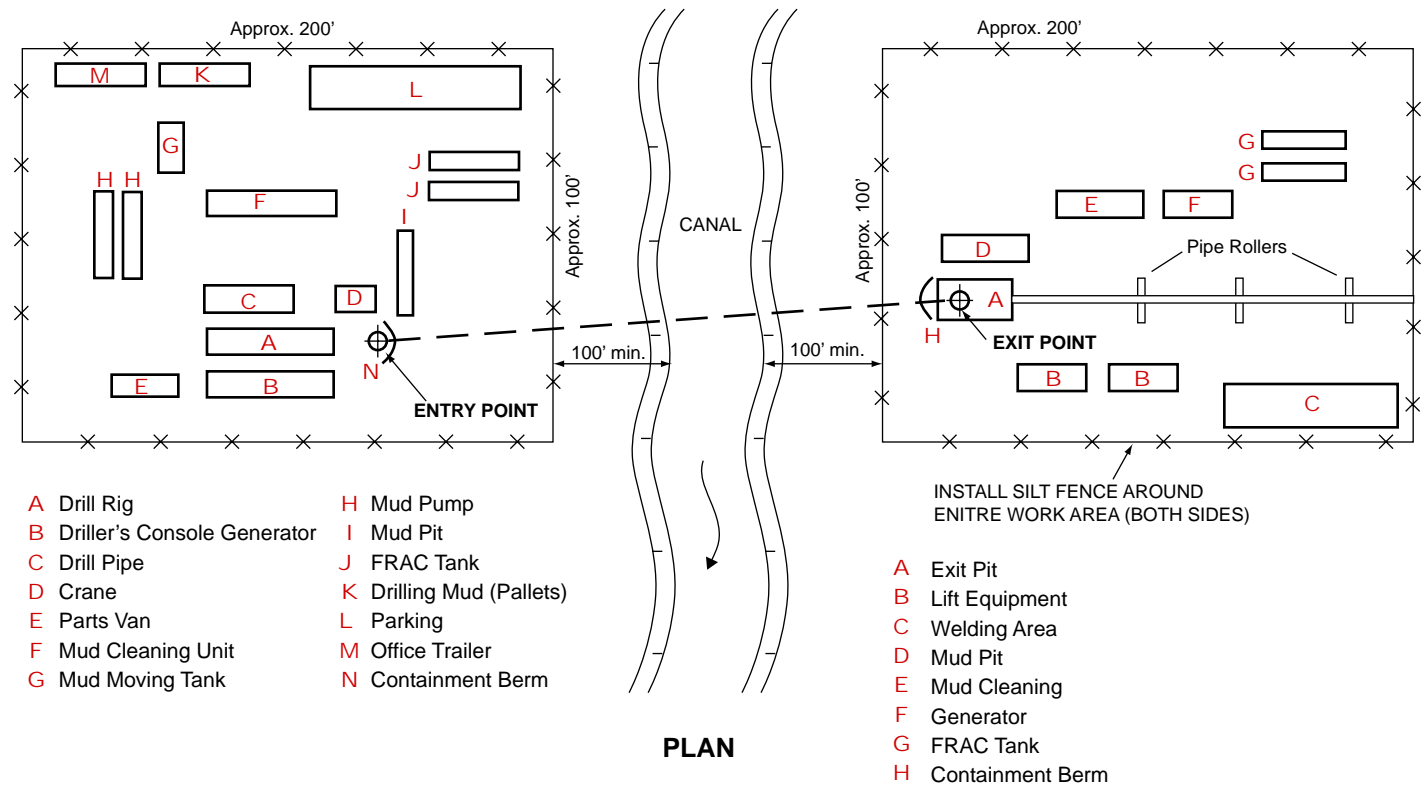 Approx. 200’
M
K
L
G
H
H
J
J
F
I
Approx. 100’
C
D
A
N
E
B
ENTRY POINT
100’ min.
CANAL
100’ min.
Approx. 200’
G
G
E
F
Approx. 100’
D
Pipe Rollers
A
H
EXIT POINT
B
B
C
INSTALL SILT FENCE AROUND
ENITRE WORK AREA (BOTH SIDES)
A Drill Rig
B Driller’s Console Generator
C Drill Pipe
D Crane
E Parts Van
F Mud Cleaning Unit
G Mud Moving Tank
H Mud Pump
I Mud Pit
J FRAC Tank
K Drilling Mud (Pallets)
L Parking
M Office Trailer
N Containment Berm
A Exit Pit
B Lift Equipment
C Welding Area
D Mud Pit
E Mud Cleaning
F Generator
G FRAC Tank
H Containment Berm
PLAN